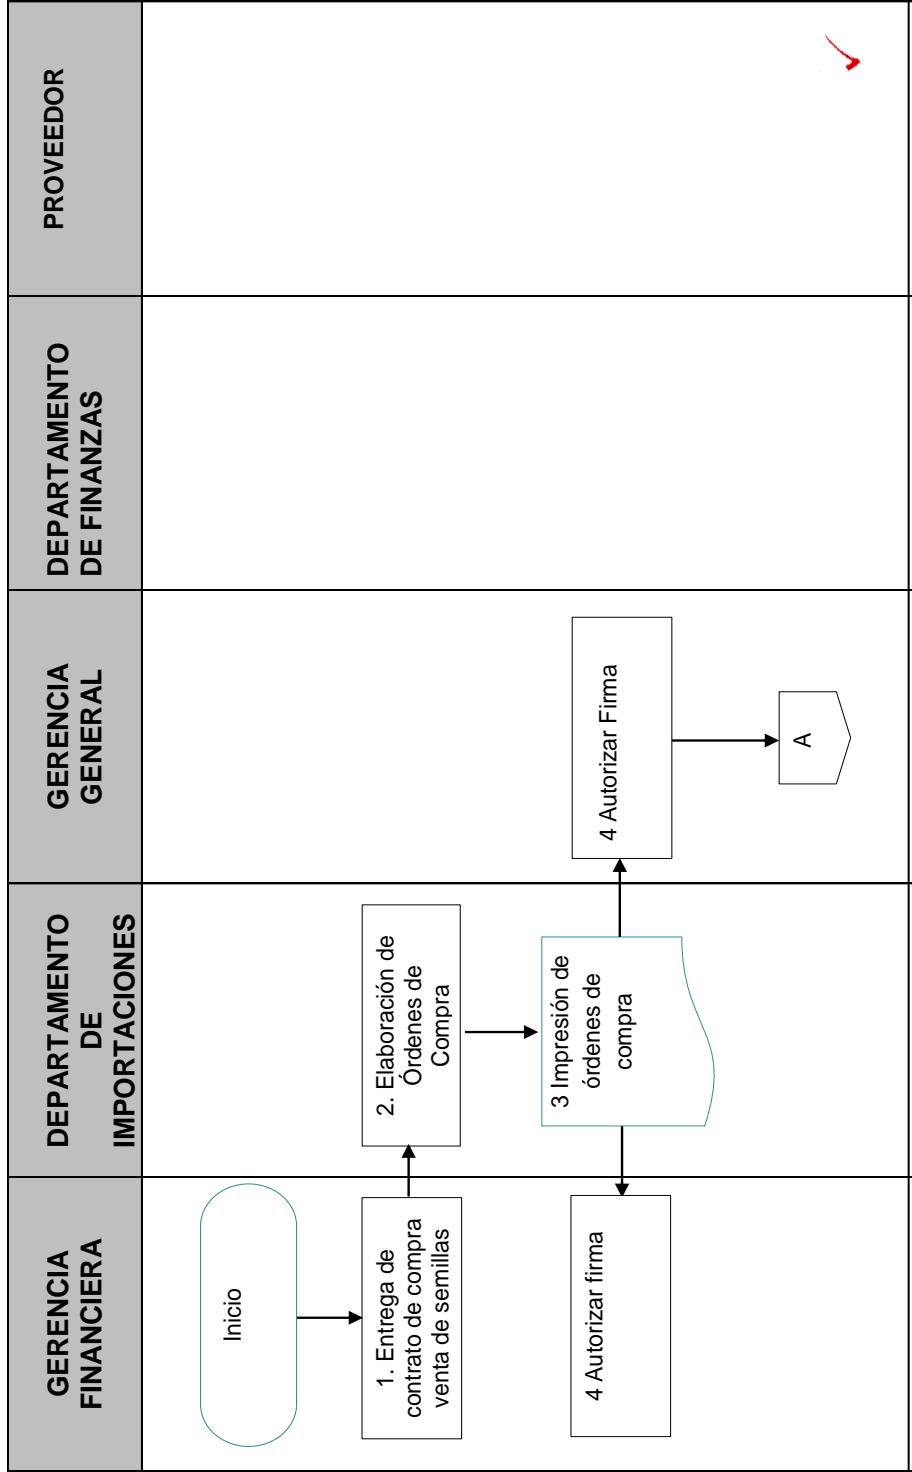 GERENCIA
FINANCIERA
DEPARTAMENTO
DE
IMPORTACIONES
GERENCIA
GENERAL
DEPARTAMENTO
DE FINANZAS
PROVEEDOR
Inicio
1. Entrega de
contrato de compra
venta de semillas
2. Elaboración de
Órdenes de
Compra
3 Impresión de
órdenes de
compra
4 Autorizar firma
4 Autorizar Firma
A